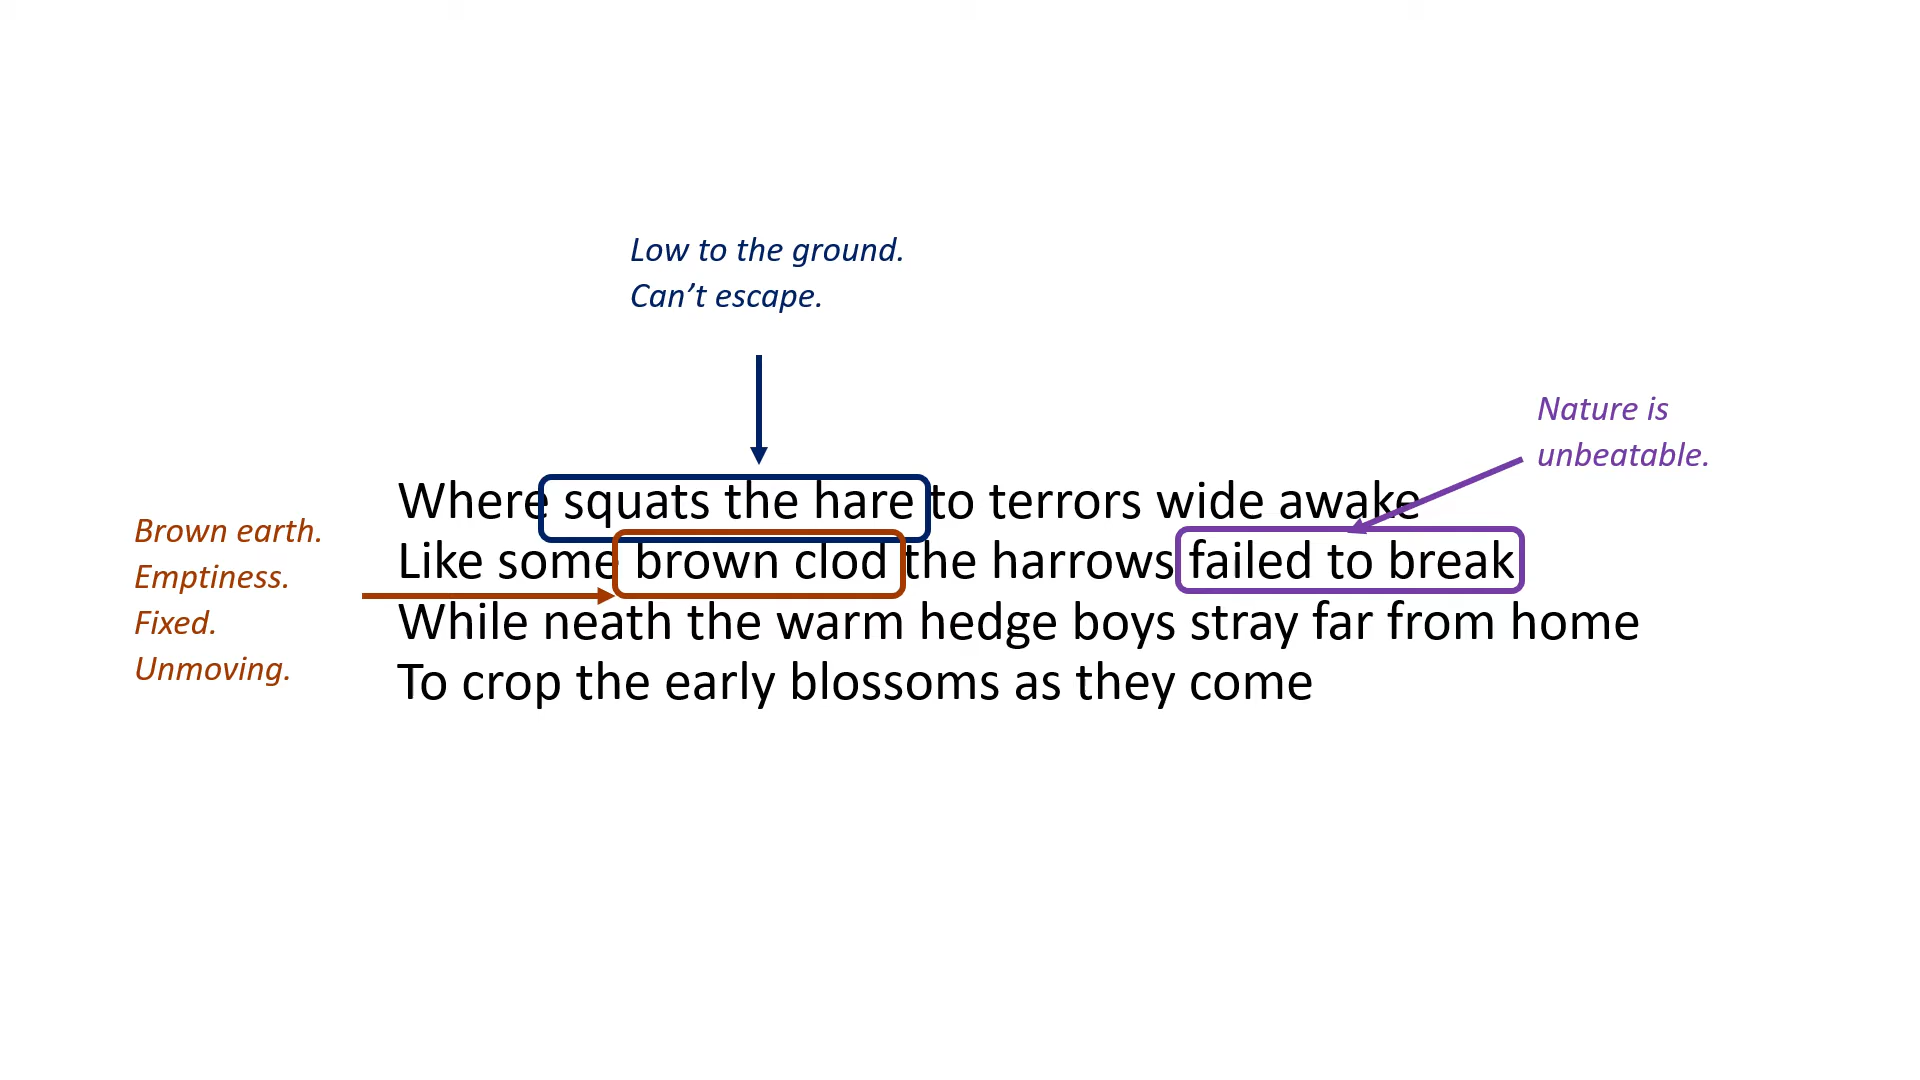 Low to the ground.
Can’t escape.
Nature is
unbeatable.
Brown earth.
Emptiness.
Fixed.
Unmoving.
Where squats the hare to terrors wide awake
Like some brown clod the harrows failed to break
While neath the warm hedge boys stray far from home
To crop the early blossoms as they come